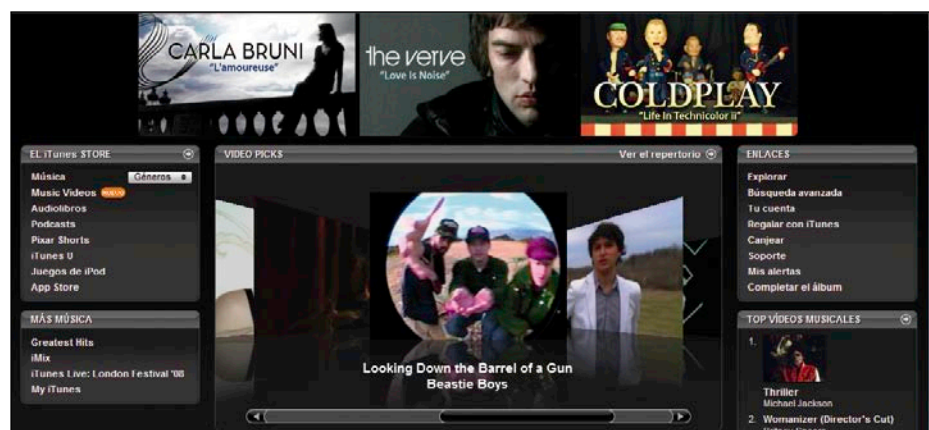 CARLA BRUNI
"L'amoureuse"
the verve
"Love Is Noise"
COLDPLAY
"Life In Technicolor ii"
EL iTunes STORE
Música
Géneros
Music Videos
Audiolibros
Podcasts
Pixar Shorts
iTunes U
Juegos de iPod
App Store
MÁS MÚSICA
Greatest Hits
iMix
iTunes Live: London Festival '08
My iTunes
VIDEO PICKS
Ver el repertorio
Looking Down the Barrel of a Gun
Beastie Boys
ENLACES
Explorar
Búsqueda avanzada
Tu cuenta
Regalar con iTunes
Canjear
Soporte
Mis alertas
Completar el álbum
TOP VÍDEOS MUSICALES
1.
Thriller
Michael Jackson
2. Womanizer (Director's Cut)